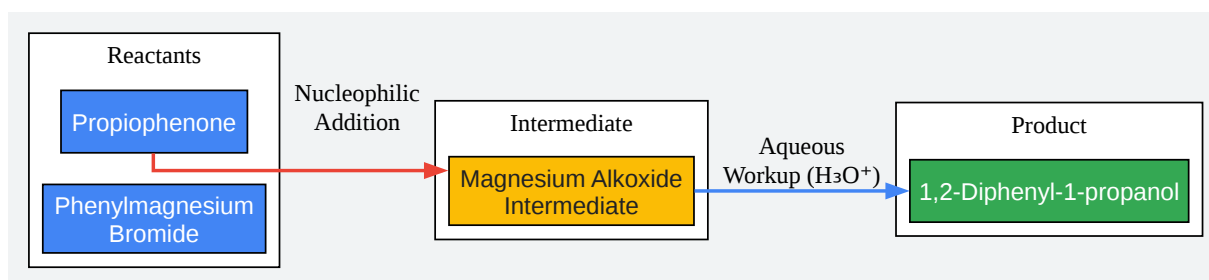 Reactants
Propiophenone
Phenylmagnesium
Bromide
Nucleophilic
Addition
Intermediate
Magnesium Alkoxide
Intermediate
Aqueous
Workup (H₃O⁺)
Product
1,2-Diphenyl-1-propanol